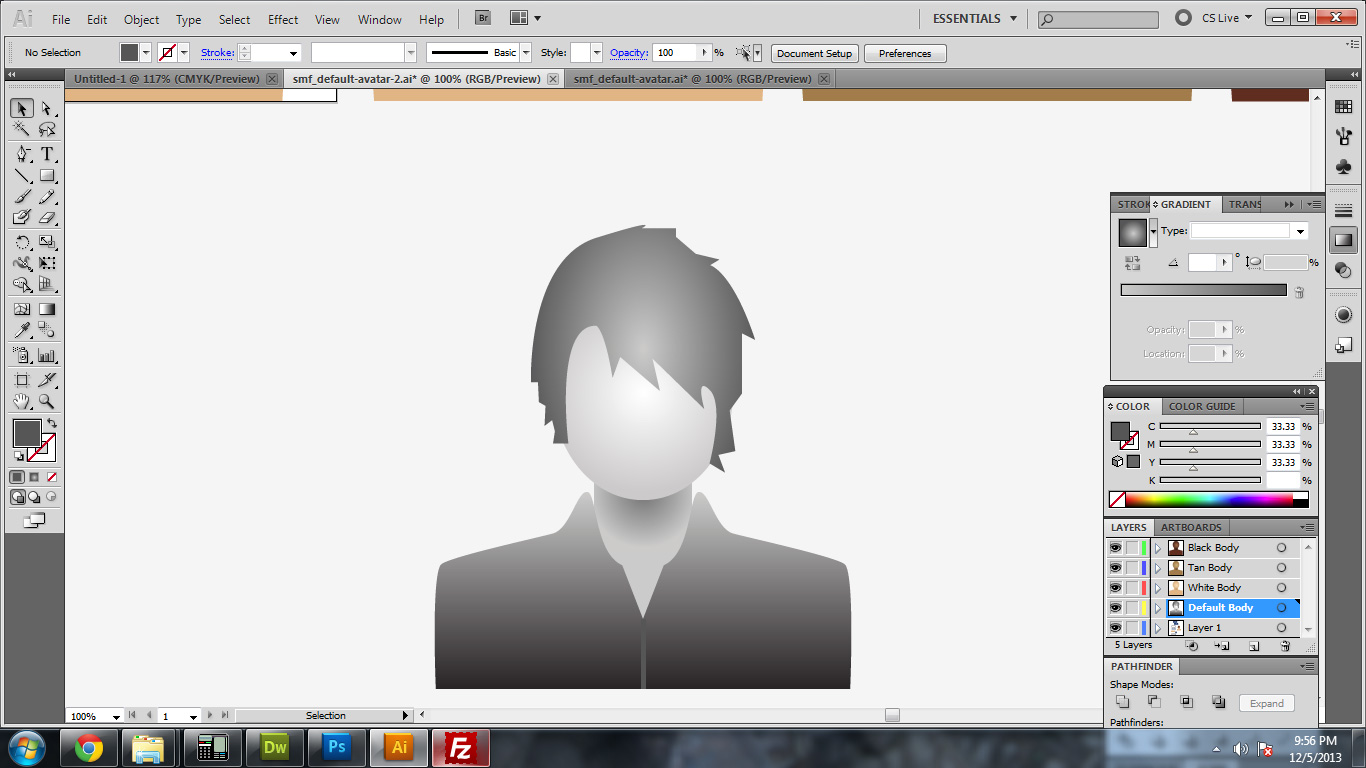 Ai File Edit Object Type Select Effect View Window Help Br ESSENTIALS CS Live
No Selection Stroke: Basic Style: Opacity: 100 % Document Setup Preferences
Untitled-1 @ 117% (CMYK/Preview) smf_default-avatar-2.ai* @ 100% (RGB/Preview) smf_default-avatar.ai* @ 100% (RGB/Preview)
T
STROK GRADIENT TRANS
Type:
° %
Opacity: %
Location: %
COLOR COLOR GUIDE
C 33.33 %
M 33.33 %
Y 33.33 %
K %
LAYERS ARTBOARDS
Black Body
Tan Body
White Body
Default Body
Layer 1
5 Layers
PATHFINDER
Shape Modes:
Expand
Pathfinders:
100% 1 Selection
Dw Ps Ai Fz
9:56 PM
12/5/2013